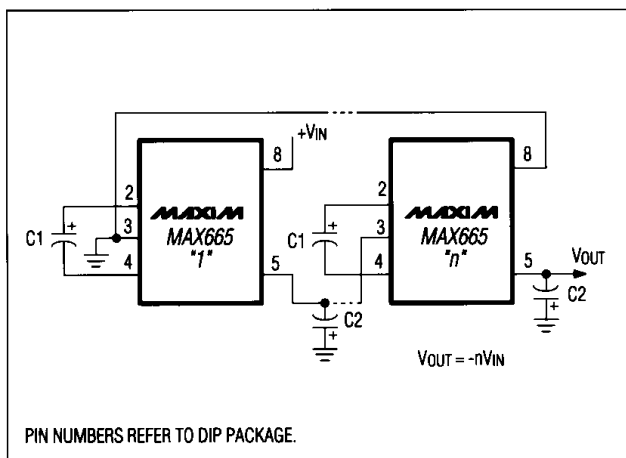 +VIN
8
8
2
MAXIM
MAX665
"1"
3
4
5
C1
+
C2
+
2
MAXIM
MAX665
"n"
3
4
5
C1
+
VOUT
C2
+
VOUT = -nVIN
PIN NUMBERS REFER TO DIP PACKAGE.